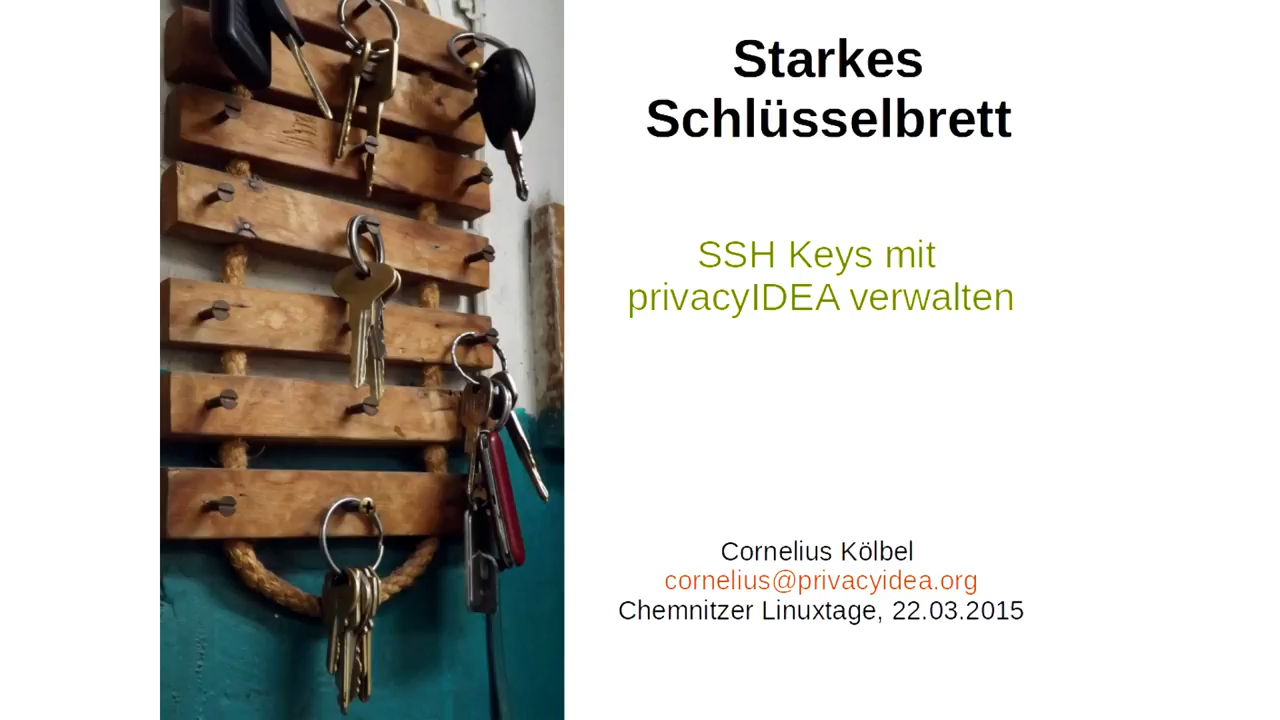 Starkes
Schlüsselbrett
SSH Keys mit
privacyIDEA verwalten
Cornelius Kölbel
cornelius@privacyidea.org
Chemnitzer Linuxtage, 22.03.2015